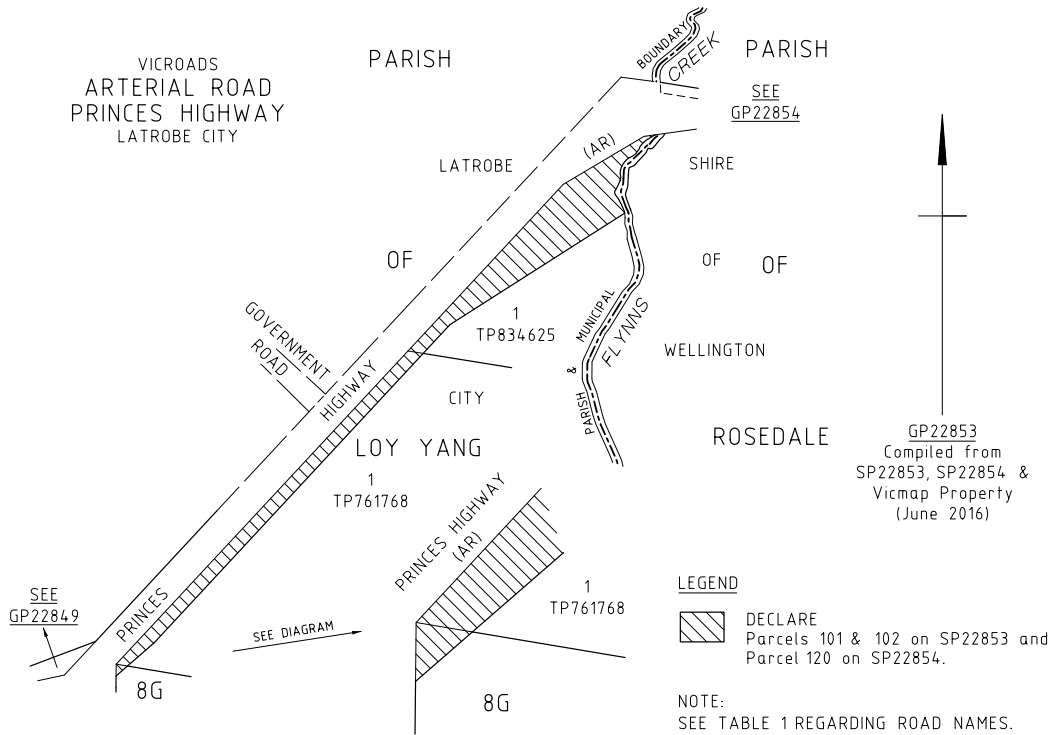 VICROADS
ARTERIAL ROAD
PRINCES HIGHWAY
LATROBE CITY
PARISH
BOUNDARY
CREEK
PARISH
SEE
GP22854
(AR)
LATROBE
SHIRE
OF
OF
OF
GOVERNMENT
ROAD
1
TP834625
MUNICIPAL
FLYNNS
HIGHWAY
WELLINGTON
&
CITY
PARISH
LOY YANG
ROSEDALE
GP22853
Compiled from
SP22853, SP22854 &
Vicmap Property
(June 2016)
1
TP761768
PRINCES HIGHWAY
(AR)
1
TP761768
SEE
GP22849
PRINCES
SEE DIAGRAM
8G
8G
LEGEND
DECLARE
Parcels 101 & 102 on SP22853 and
Parcel 120 on SP22854.
NOTE:
SEE TABLE 1 REGARDING ROAD NAMES.